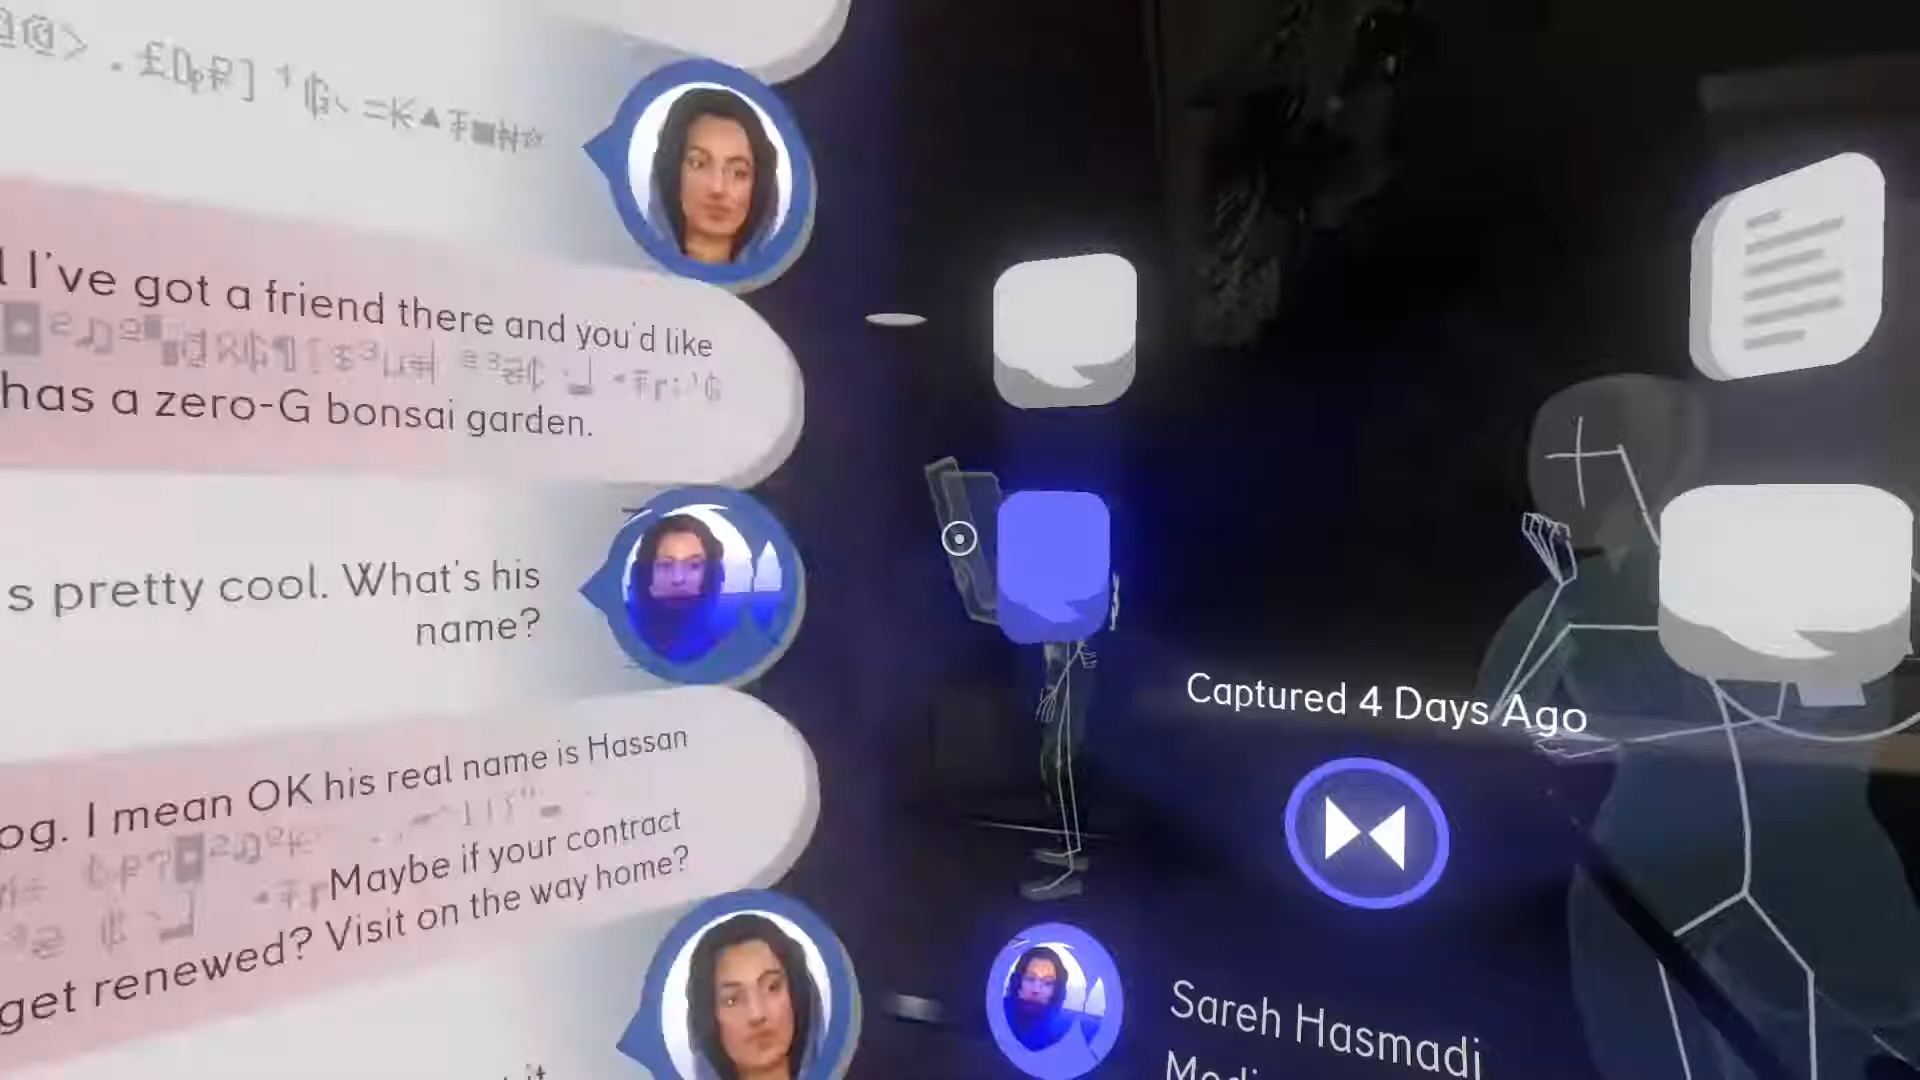 I've got a friend there and you'd like
has a zero-G bonsai garden.
s pretty cool. What's his
name?
og. I mean OK his real name is Hassan
Maybe if your contract
get renewed? Visit on the way home?
Captured 4 Days Ago
Sareh Hasmadi